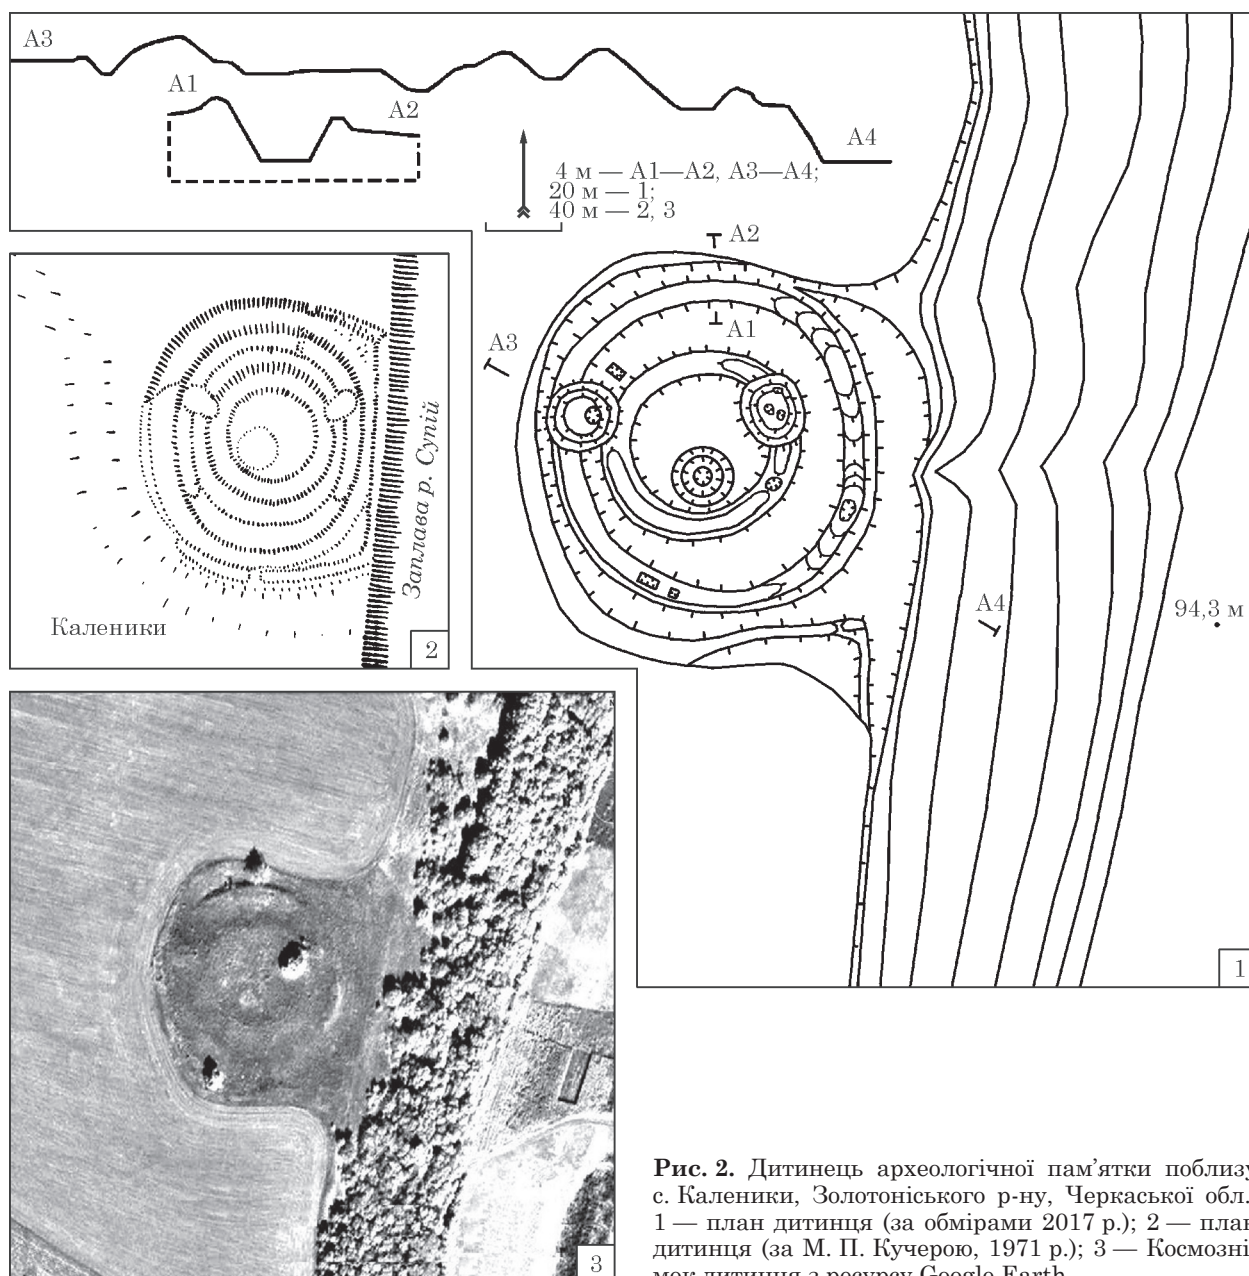 А3
А1
А2
А4
4 м — А1—А2, А3—А4;
20 м — 1;
40 м — 2, 3
А2
А1
А3
А4
94,3 м
1
Заплава р. Супій
Каленики
2
3
Рис. 2. Дитинець археологічної пам'ятки поблизу
с. Каленики, Золотоніського р-ну, Черкаської обл.
1 — план дитинця (за обмірами 2017 р.); 2 — план
дитинця (за М. П. Кучерою, 1971 р.); 3 — Космозні-
мок дитинця з ресурсу Google Earth